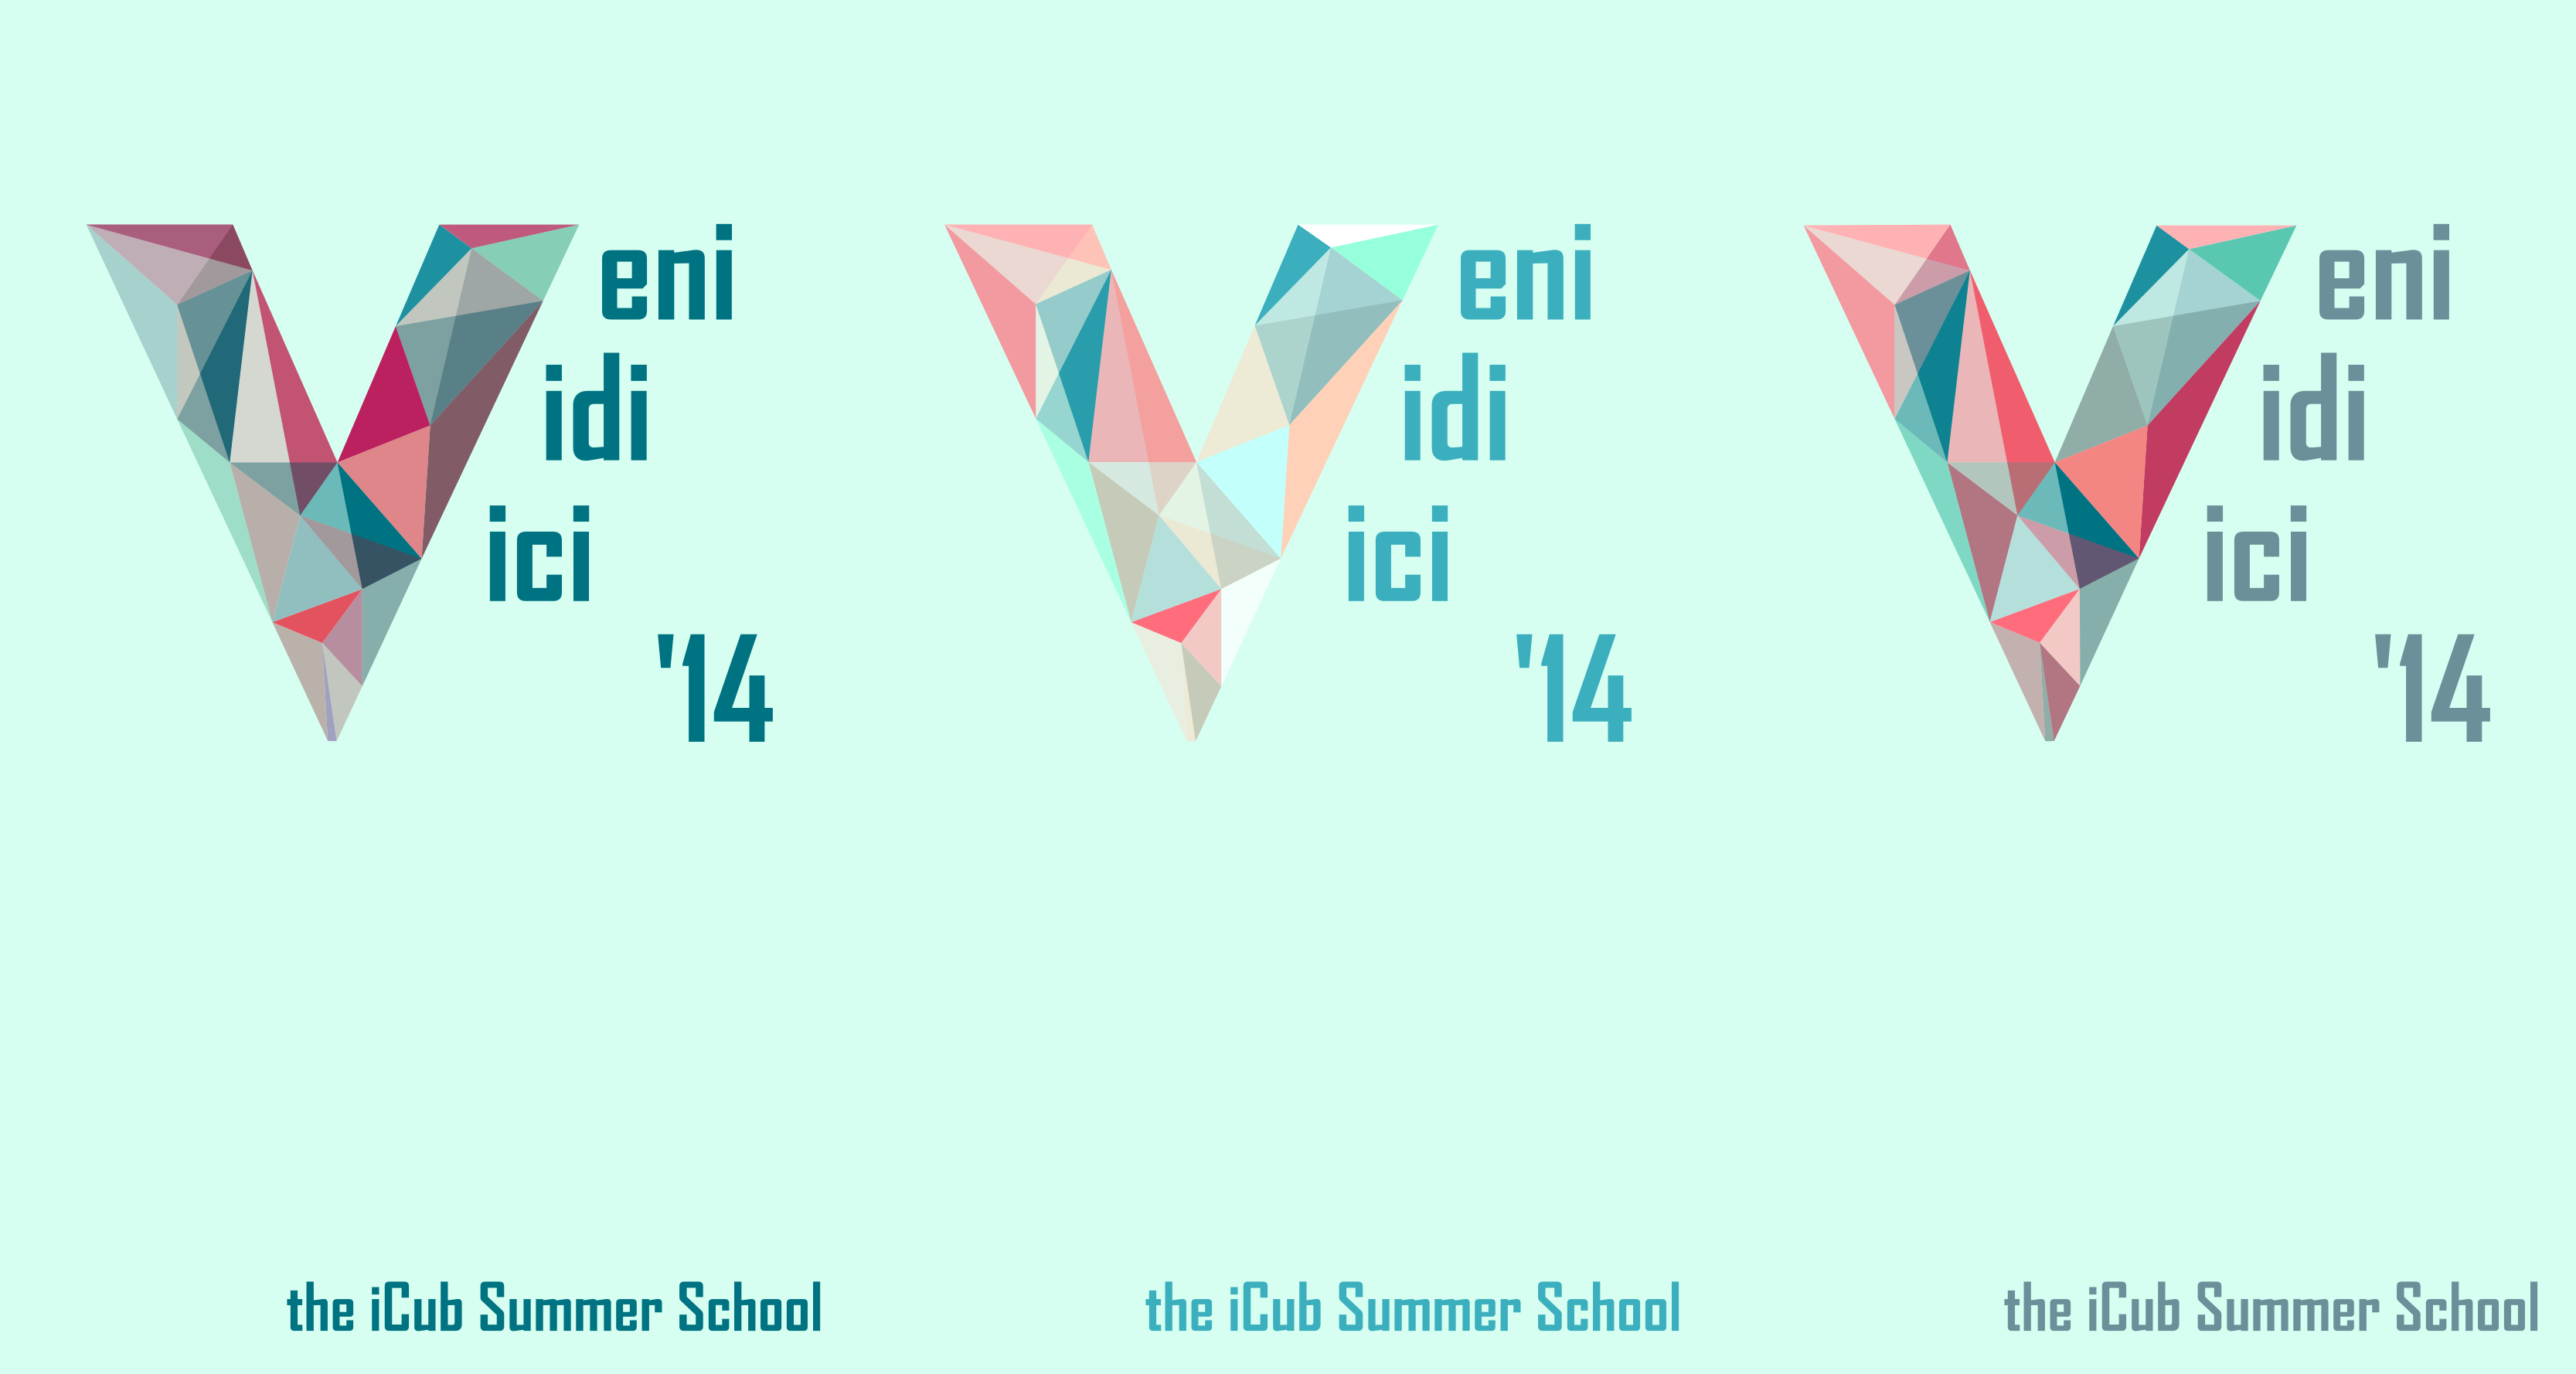 V eni
idi
ici
'14
the iCub Summer School
V eni
idi
ici
'14
the iCub Summer School
V eni
idi
ici
'14
the iCub Summer School